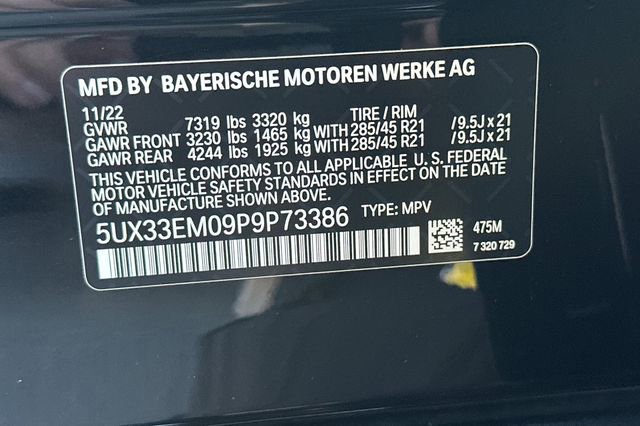 MFD BY BAYERISCHE MOTOREN WERKE AG
11/22 TIRE / RIM
GVWR 7319 lbs 3320 kg
GAWR FRONT 3230 lbs 1465 kg WITH 285/45 R21 / 9.5J x 21
GAWR REAR 4244 lbs 1925 kg WITH 285/45 R21 / 9.5J x 21
THIS VEHICLE CONFORMS TO ALL APPLICABLE U. S. FEDERAL
MOTOR VEHICLE SAFETY STANDARDS IN EFFECT ON THE DATE
OF MANUFACTURE SHOWN ABOVE.
5UX33EM09P9P73386 TYPE: MPV
475M
7 320 729